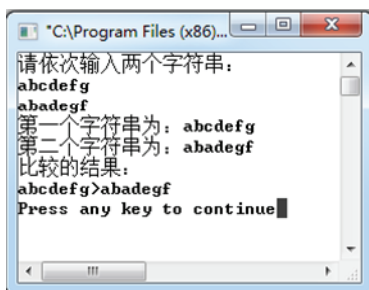 "C:\Program Files (x86)...
请依次输入两个字符串：
abcdefg
abadegf
第一个字符串为：abcdefg
第二个字符串为：abadegf
比较的结果：
abcdefg>abadegf
Press any key to continue